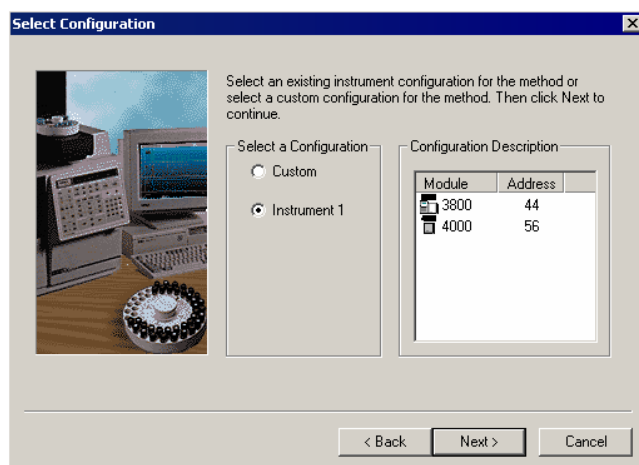 Select Configuration
Select an existing instrument configuration for the method or
select a custom configuration for the method. Then click Next to
continue.
Select a Configuration
Custom
Instrument 1
Configuration Description
Module Address
3800 44
4000 56
< Back Next > Cancel